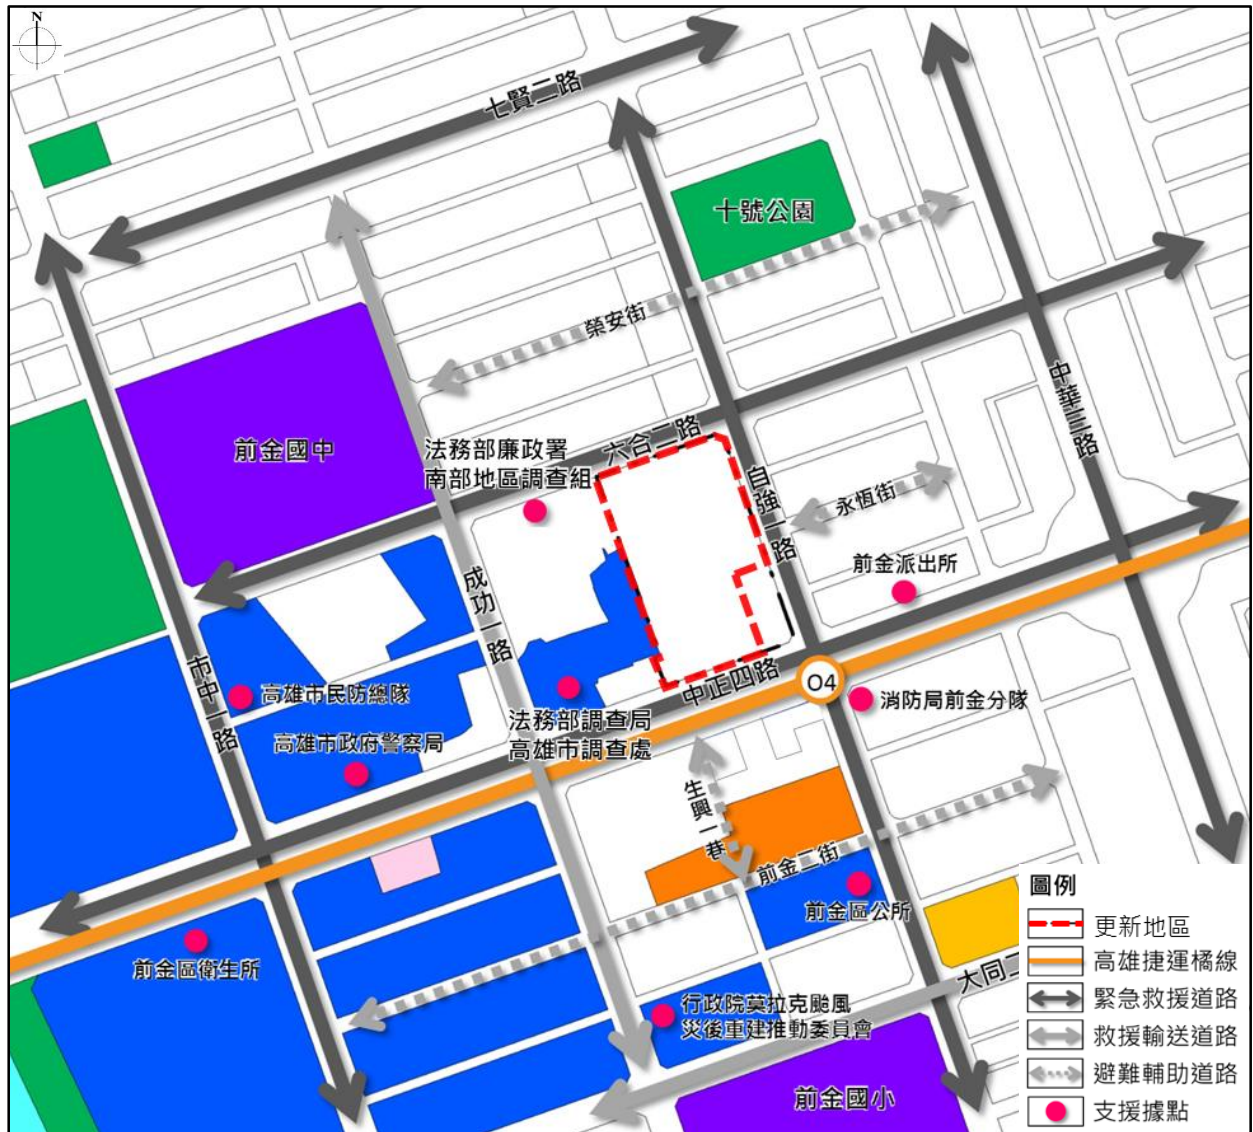 N
七賢二路
十號公園
榮安街
中華三路
六合二路
前金國中
法務部廉政署
南部地區調查組
自強一路
永恆街
前金派出所
成功一路
市中一路
高雄市民防總隊
高雄市政府警察局
法務部調查局
高雄市調查處
中正四路
O4
消防局前金分隊
生興一巷
前金二街
前金區公所
前金區衛生所
行政院莫拉克颱風
災後重建推動委員會
大同二
前金國小
圖例
更新地區
高雄捷運橘線
緊急救援道路
救援輸送道路
避難輔助道路
支援據點